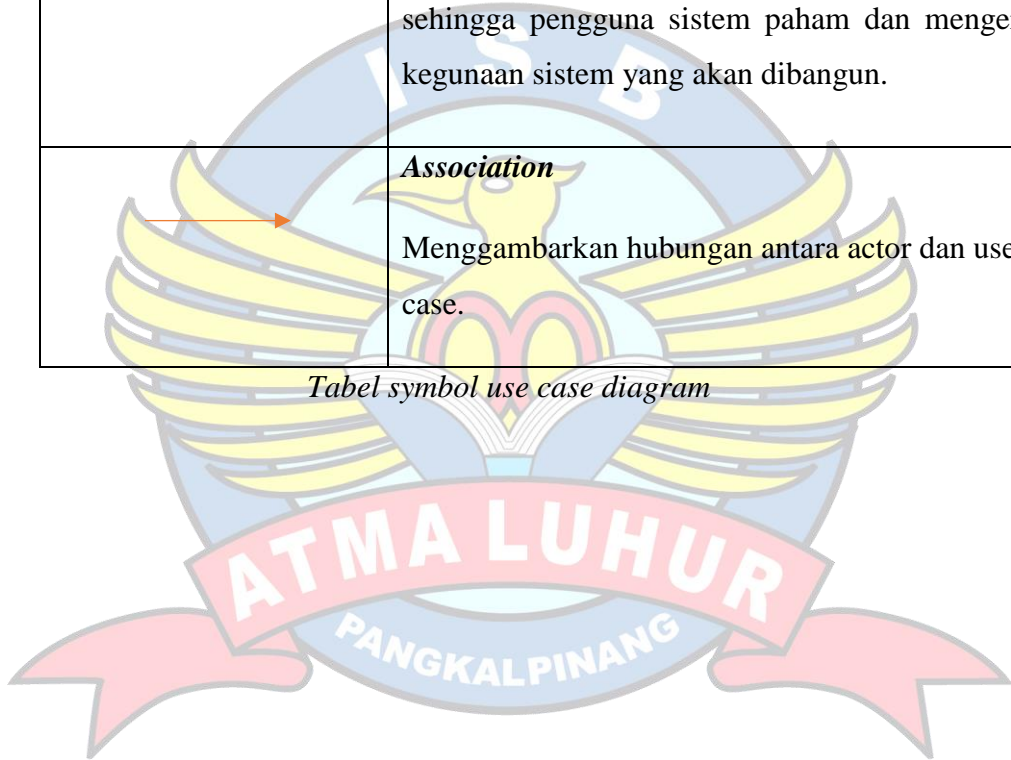 sehingga pengguna sistem paham dan
kegunaan sistem yang akan dibangun.
Association
Menggambarkan hubungan antara actor dan use
case.
Tabel symbol use case diagram
ISB
ATMA LUHUR
PANGKALPINANG